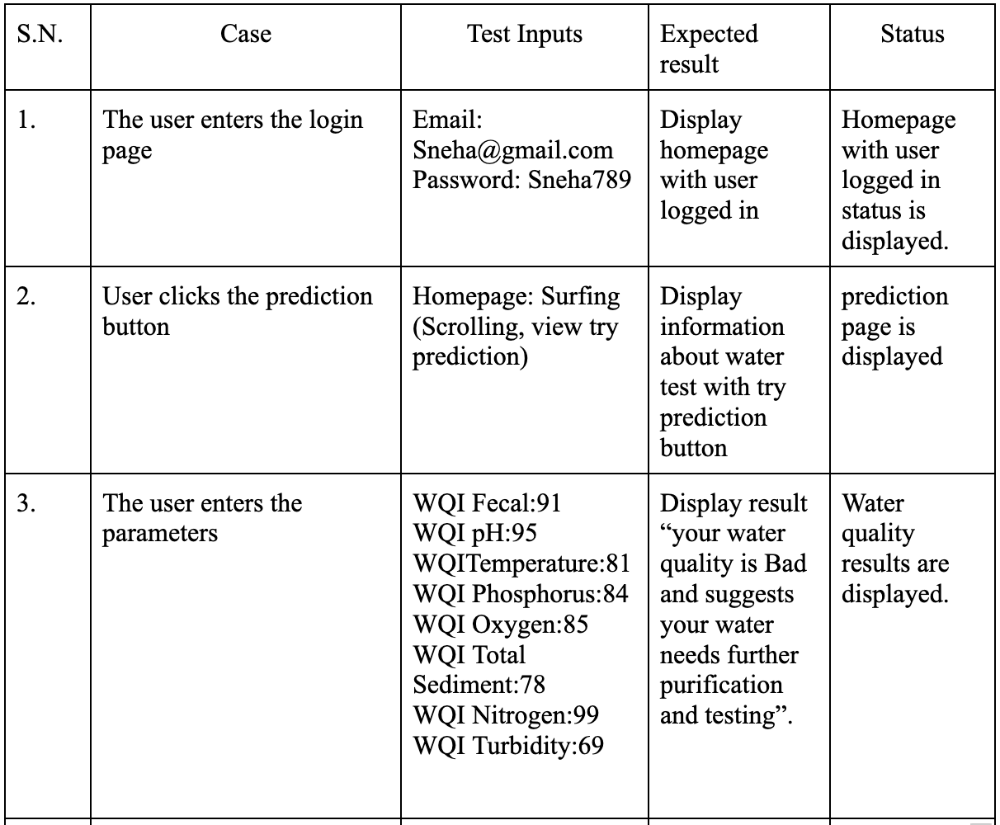 S.N.
Case
Test Inputs
Expected
result
Status
1.
The user enters the login
page
Email:
Sneha@gmail.com
Password: Sneha789
Display
homepage
with user
logged in
Homepage
with user
logged in
status is
displayed.
2.
User clicks the prediction
button
Homepage: Surfing
(Scrolling, view try
prediction)
Display
information
about water
test with try
prediction
button
prediction
page is
displayed
3.
The user enters the
parameters
WQI Fecal:91
WQI pH:95
WQITemperature:81
WQI Phosphorus:84
WQI Oxygen:85
WQI Total
Sediment:78
WQI Nitrogen:99
WQI Turbidity:69
Display result
“your water
quality is Bad
and suggests
your water
needs further
purification
and testing”.
Water
quality
results are
displayed.